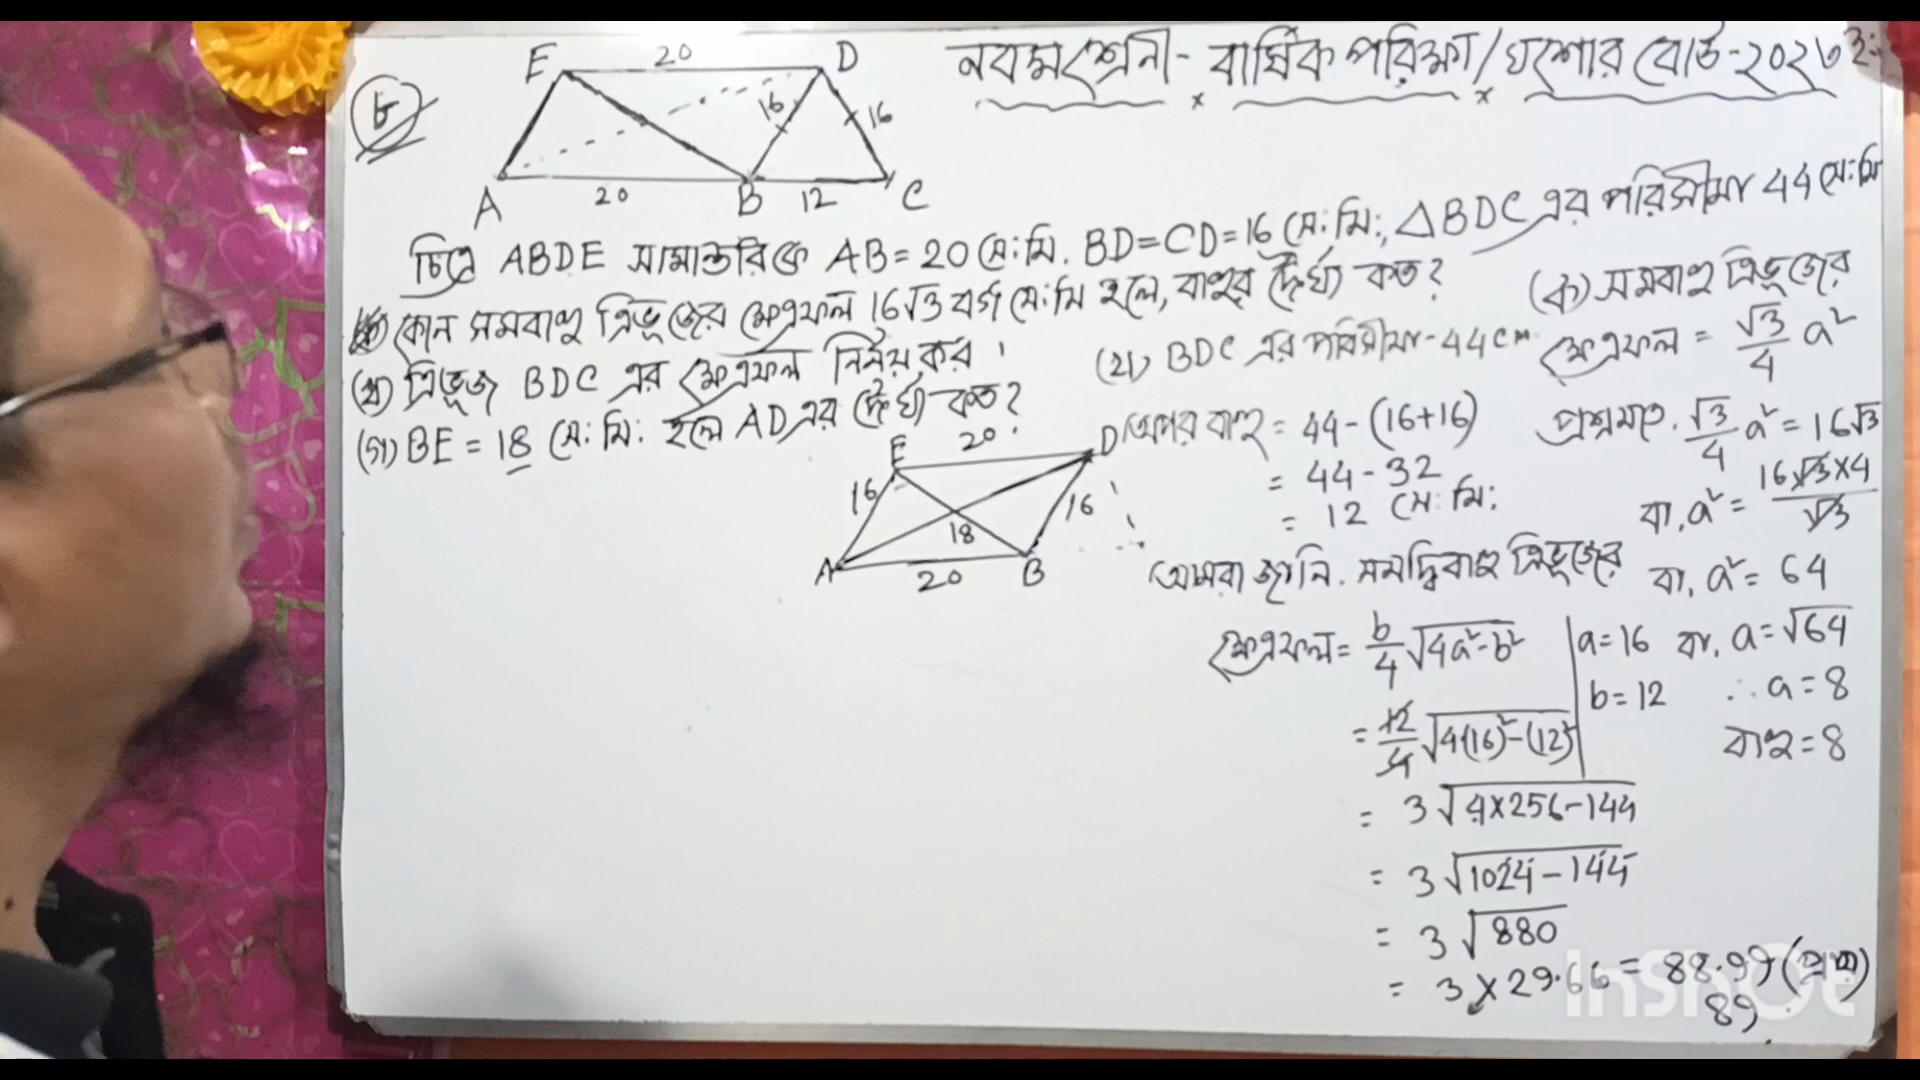 নবমশ্রেনী - বার্ষিক পরিক্ষা / যশোর বোর্ড-২০২৩ ইং
৮
E 20 D
16 16
A 20 B 12 C
চিত্রে ABDE সামান্তরিকে AB = 20 সে:মি. BD = CD = 16 সে:মি:, △BDC এর পরিসীমা 44 সে:মি
(ক) কোন সমবাহু ত্রিভূজের ক্ষেত্রফল 16√3 বর্গ সে:মি হলে, বাহুর দৈর্ঘ্য কত?
(খ) ত্রিভূজ BDC এর ক্ষেত্রফল নির্নয় কর।
(গ) BE = 18 সে:মি: হলে AD এর দৈর্ঘ্য কত?
E 20 D
16 18 16
A 20 B
(ক) সমবাহু ত্রিভূজের
ক্ষেত্রফল = √3/4 a²
প্রশ্নমতে, √3/4 a² = 16√3
বা, a² = 16√3×4/√3
বা, a² = 64
বা, a = √64
∴ a = 8
বাহু = 8
(খ) BDC এর পরিসীমা - 44 cm
অপর বাহু = 44 - (16+16)
= 44 - 32
= 12 সে: মি:
আমরা জানি, সমদ্বিবাহু ত্রিভূজের
ক্ষেত্রফল = b/4 √4a²-b²
a = 16
b = 12
= 12/4 √4(16)²-(12)²
= 3√4×256-144
= 3√1024-144
= 3√880
= 3×29.66 = 88.99 (প্রায়)
89
InShOt